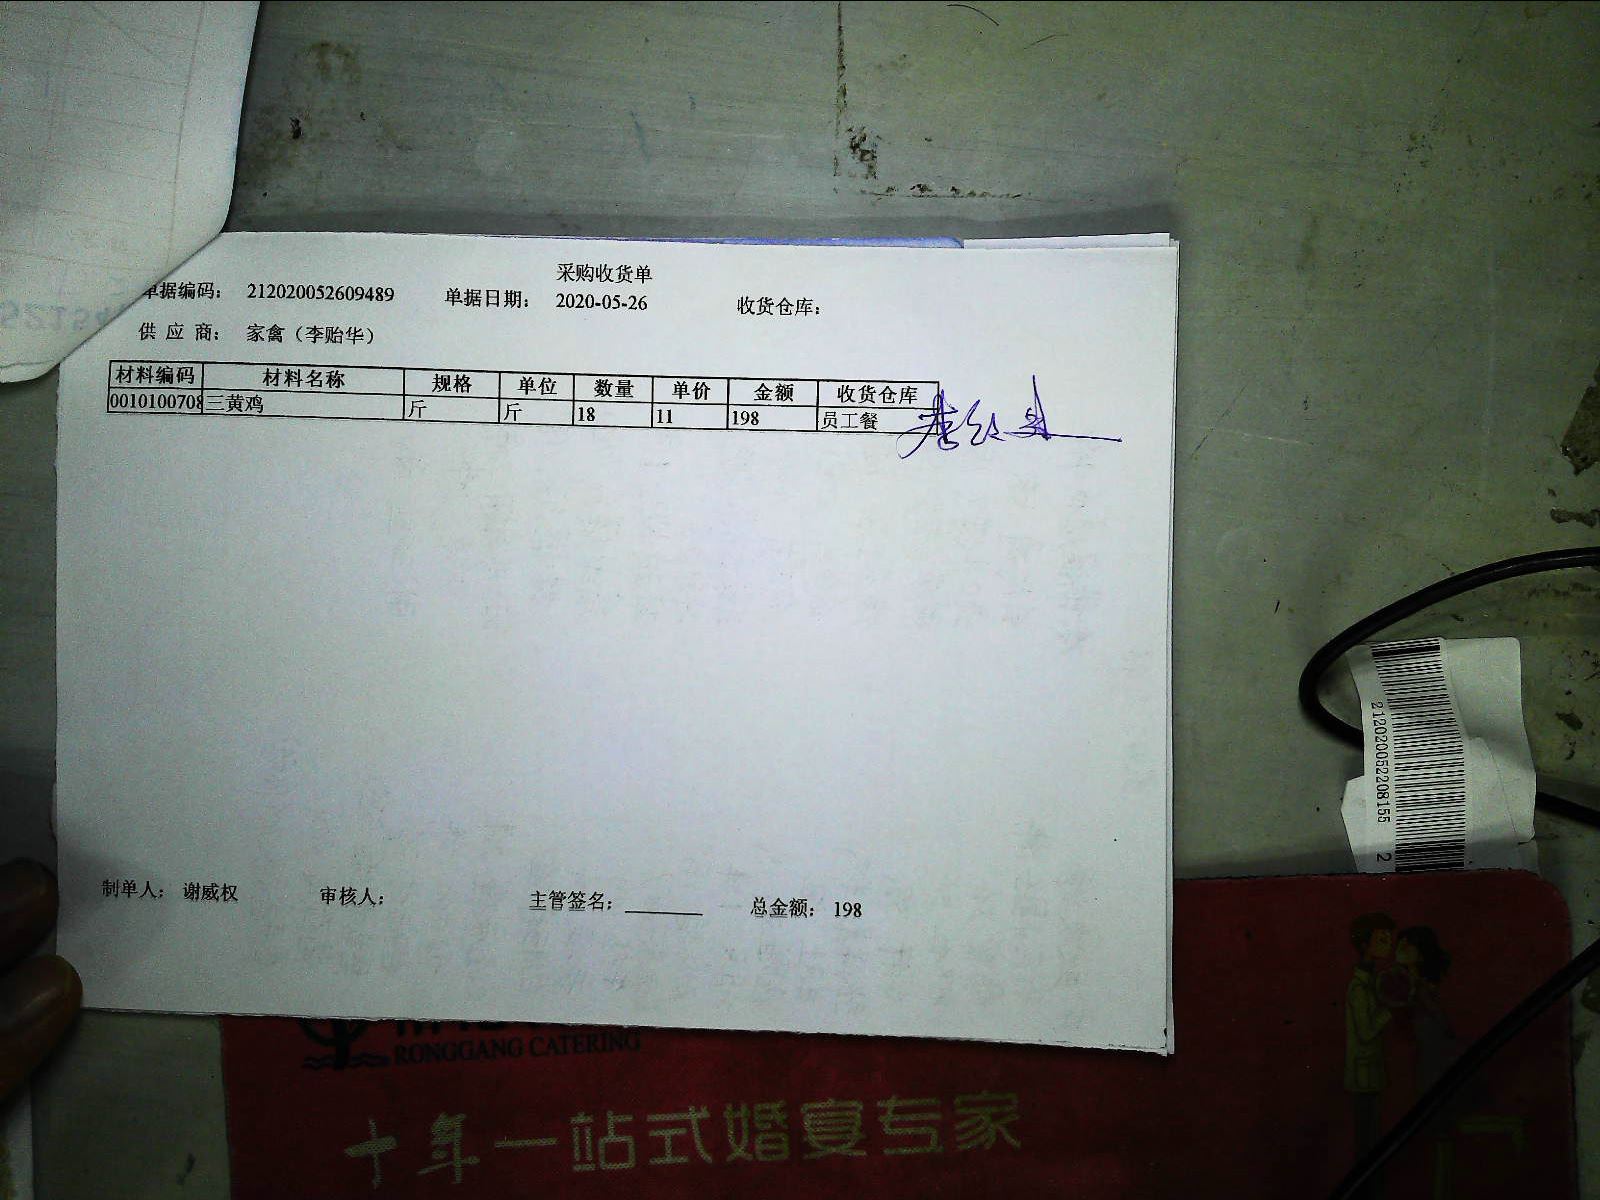 采购收货单
单据编码： 212020052609489 单据日期： 2020-05-26 收货仓库：
供 应 商： 家禽（李贻华）
材料编码 材料名称 规格 单位 数量 单价 金额 收货仓库
0010100708 三黄鸡 斤 斤 18 11 198 员工餐
制单人： 谢威权 审核人： 主管签名： 总金额： 198
212020052208155 2
RONGGANG CATERING
十年一站式婚宴专家